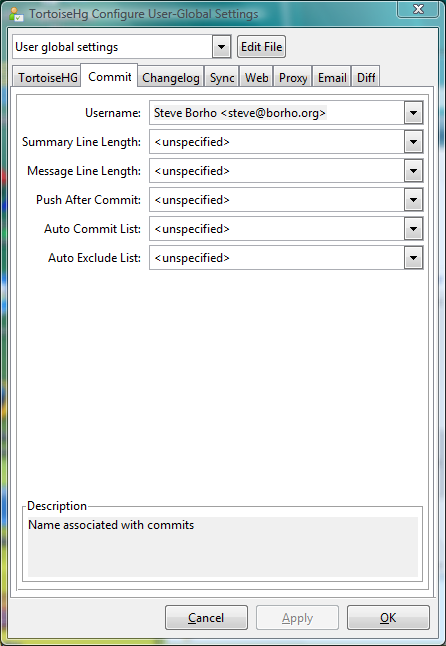 TortoiseHg Configure User-Global Settings
User global settings Edit File
TortoiseHG Commit Changelog Sync Web Proxy Email Diff
Username: Steve Borho <steve@borho.org>
Summary Line Length: <unspecified>
Message Line Length: <unspecified>
Push After Commit: <unspecified>
Auto Commit List: <unspecified>
Auto Exclude List: <unspecified>
Description
Name associated with commits
Cancel Apply OK